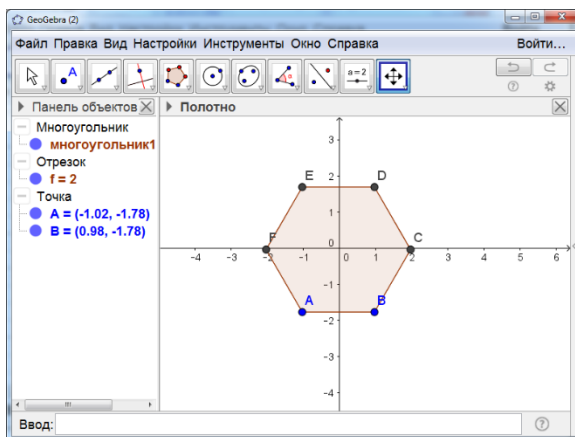 GeoGebra (2)
Файл Правка Вид Настройки Инструменты Окно Справка Войти...
A a=2
Панель объектов Полотно
Многоугольник
многоугольник1
Отрезок
f = 2
Точка
A = (-1.02, -1.78)
B = (0.98, -1.78)
3
E 2 D
1
F 0 C
-4 -3 -2 0 1 2 3 4 5 6
-1
A B
-2
-3
-4
Ввод: